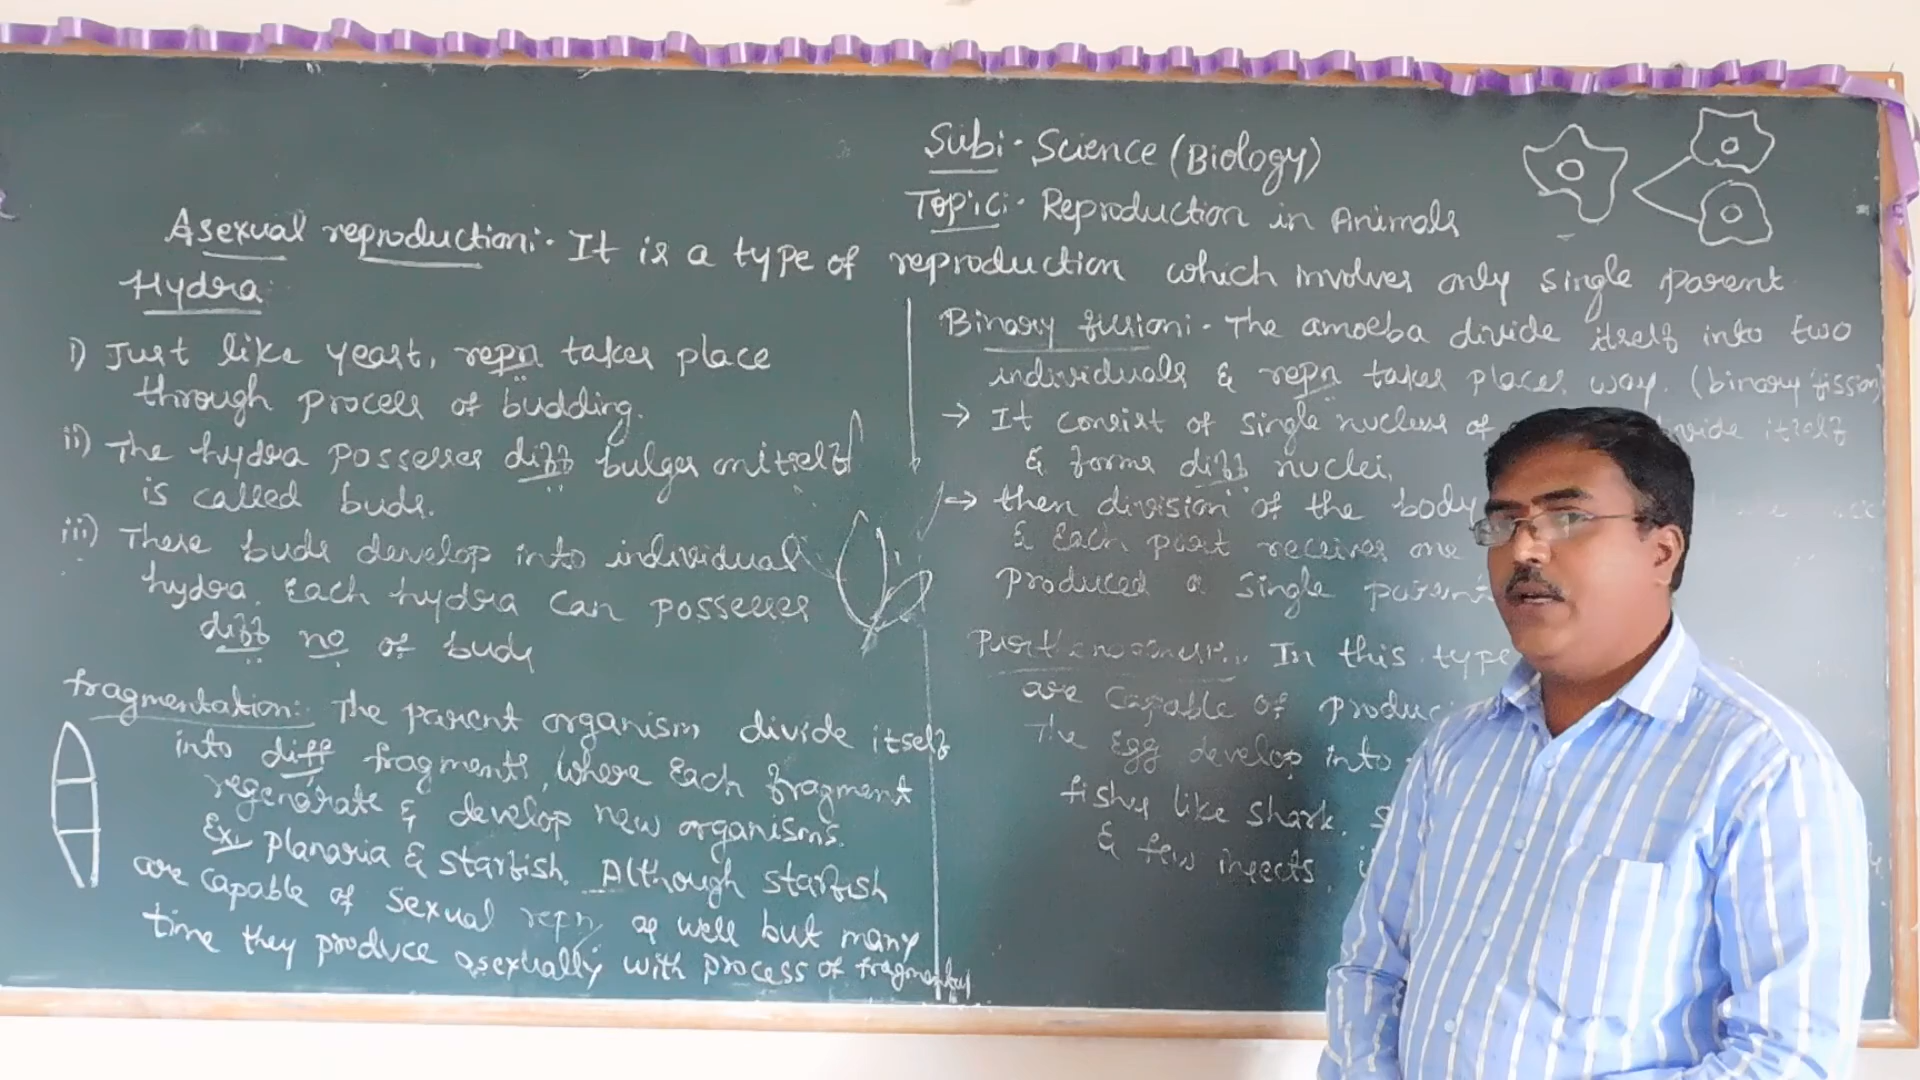 Subj:- Science (Biology)
Topic:- Reproduction in Animals
Asexual reproduction:- It is a type of reproduction which involves only single parent
Hydra
i) Just like yeast, repn takes place
through process of budding.
ii) The hydra possesses diff bulges on itself
is called buds.
iii) These buds develop into individual
hydra. Each hydra can possesses
diff no of buds
fragmentation:- The parent organism divide itself
into diff fragments, where Each fragment
regenerate & develop new organisms.
Ex, planaria & starfish. Although starfish
are capable of sexual repn, as well but many
time they produce asexually with process of
Binary fission:- The amoeba divide itself into two
individuals & repn takes places way. (binary fission)
→ It consist of single nucleus of itself
& forms diff nuclei,
→ then division of the body
& Each part receives one
produced a single parent
In this type
are capable of
The Egg develop into
fishes like shark.
& few insects,